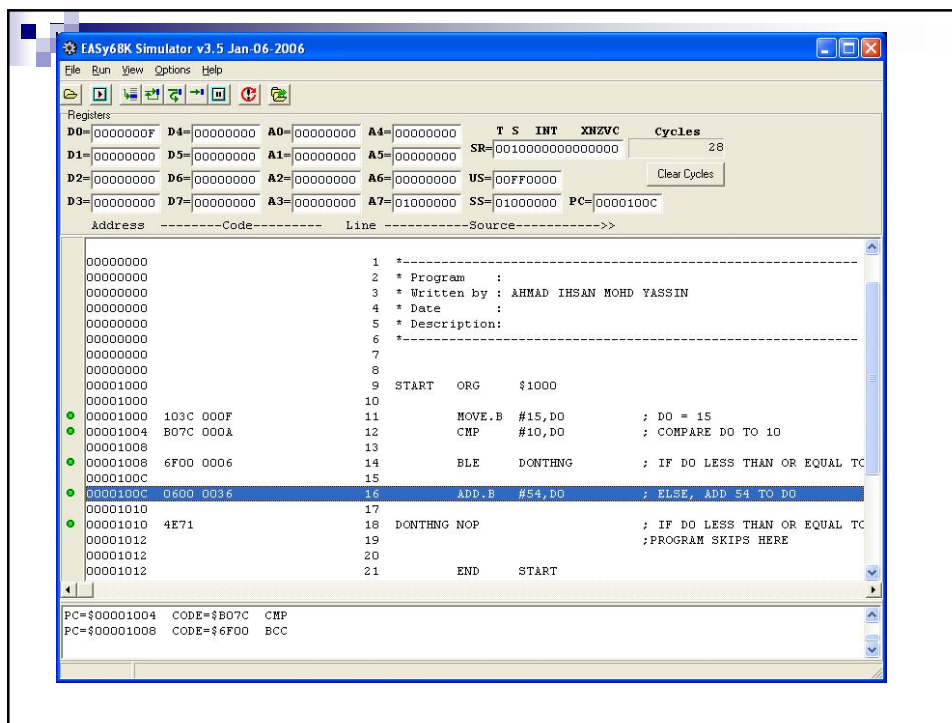 EASy68K Simulator v3.5 Jan-06-2006
File Run View Options Help
Registers
D0= 0000000F D4= 00000000 A0= 00000000 A4= 00000000 T S INT XNZVC Cycles
D1= 00000000 D5= 00000000 A1= 00000000 A5= 00000000 SR= 0010000000000000 28
D2= 00000000 D6= 00000000 A2= 00000000 A6= 00000000 US= 00FF0000 Clear Cycles
D3= 00000000 D7= 00000000 A3= 00000000 A7= 01000000 SS= 01000000 PC= 0000100C
Address --------Code--------- Line -----------Source----------->>
00000000 1 *-----------------------------------------------------------
00000000 2 * Program :
00000000 3 * Written by : AHMAD IHSAN MOHD YASSIN
00000000 4 * Date :
00000000 5 * Description:
00000000 6 *-----------------------------------------------------------
00000000 7
00000000 8
00001000 9 START ORG $1000
00001000 10
00001000 103C 000F 11 MOVE.B #15,D0 ; D0 = 15
00001004 B07C 000A 12 CMP #10,D0 ; COMPARE D0 TO 10
00001008 13
00001008 6F00 0006 14 BLE DONTHNG ; IF D0 LESS THAN OR EQUAL TO
0000100C 15
0000100C 0600 0036 16 ADD.B #54,D0 ; ELSE, ADD 54 TO D0
00001010 17
00001010 4E71 18 DONTHNG NOP ; IF D0 LESS THAN OR EQUAL TO
00001012 19 ;PROGRAM SKIPS HERE
00001012 20
00001012 21 END START
PC=$00001004 CODE=$B07C CMP
PC=$00001008 CODE=$6F00 BCC